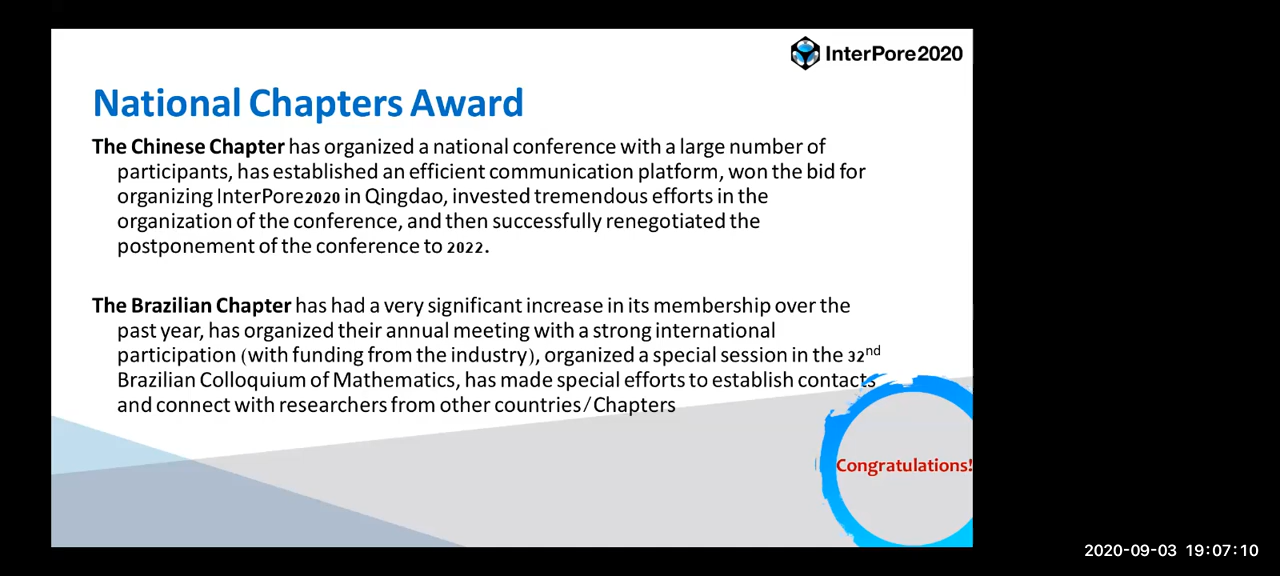 InterPore2020
National Chapters Award
The Chinese Chapter has organized a national conference with a large number of
participants, has established an efficient communication platform, won the bid for
organizing InterPore2020 in Qingdao, invested tremendous efforts in the
organization of the conference, and then successfully renegotiated the
postponement of the conference to 2022.
The Brazilian Chapter has had a very significant increase in its membership over the
past year, has organized their annual meeting with a strong international
participation (with funding from the industry), organized a special session in the 32nd
Brazilian Colloquium of Mathematics, has made special efforts to establish contacts
and connect with researchers from other countries/Chapters
Congratulations!
2020-09-03 19:07:10